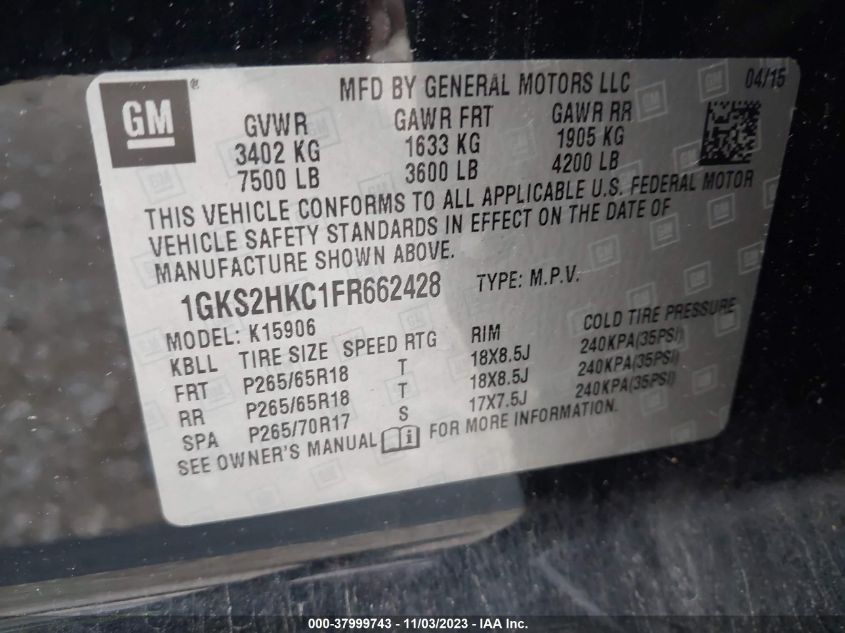 GM ®
MFD BY GENERAL MOTORS LLC 04/15
GVWR GAWR FRT GAWR RR
3402 KG 1633 KG 1905 KG
7500 LB 3600 LB 4200 LB
THIS VEHICLE CONFORMS TO ALL APPLICABLE U.S. FEDERAL MOTOR
VEHICLE SAFETY STANDARDS IN EFFECT ON THE DATE OF
MANUFACTURE SHOWN ABOVE.
1GKS2HKC1FR662428 TYPE: M.P.V.
MODEL: K15906
KBLL TIRE SIZE SPEED RTG RIM COLD TIRE PRESSURE
FRT P265/65R18 T 18X8.5J 240KPA(35PSI)
RR P265/65R18 T 18X8.5J 240KPA(35PSI)
SPA P265/70R17 S 17X7.5J 240KPA(35PSI)
SEE OWNER'S MANUAL FOR MORE INFORMATION.
000-37999743 - 11/03/2023 - IAA Inc.